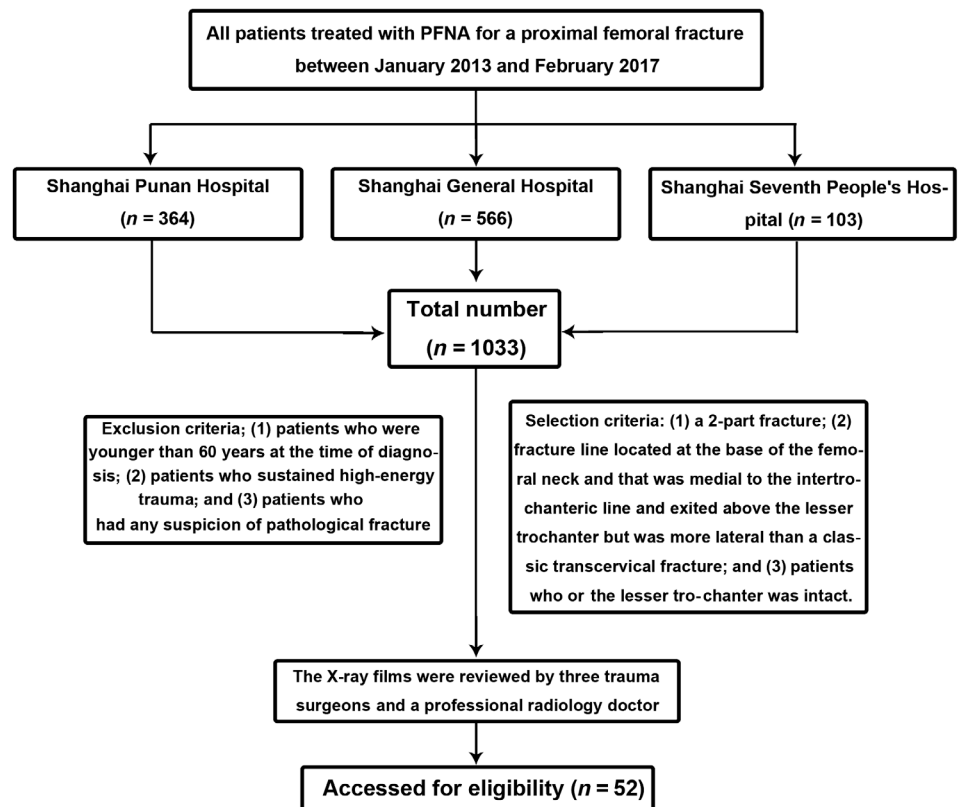 All patients treated with PFNA for a proximal femoral fracture
between January 2013 and February 2017
Shanghai Punan Hospital
(n = 364)
Shanghai General Hospital
(n = 566)
Shanghai Seventh People's Hos-
pital (n = 103)
Total number
(n = 1033)
Exclusion criteria; (1) patients who were
younger than 60 years at the time of diagno-
sis; (2) patients who sustained high-energy
trauma; and (3) patients who
had any suspicion of pathological fracture
Selection criteria: (1) a 2-part fracture; (2)
fracture line located at the base of the femo-
ral neck and that was medial to the intertro-
chanteric line and exited above the lesser
trochanter but was more lateral than a clas-
sic transcervical fracture; and (3) patients
who or the lesser tro-chanter was intact.
The X-ray films were reviewed by three trauma
surgeons and a professional radiology doctor
Accessed for eligibility (n = 52)